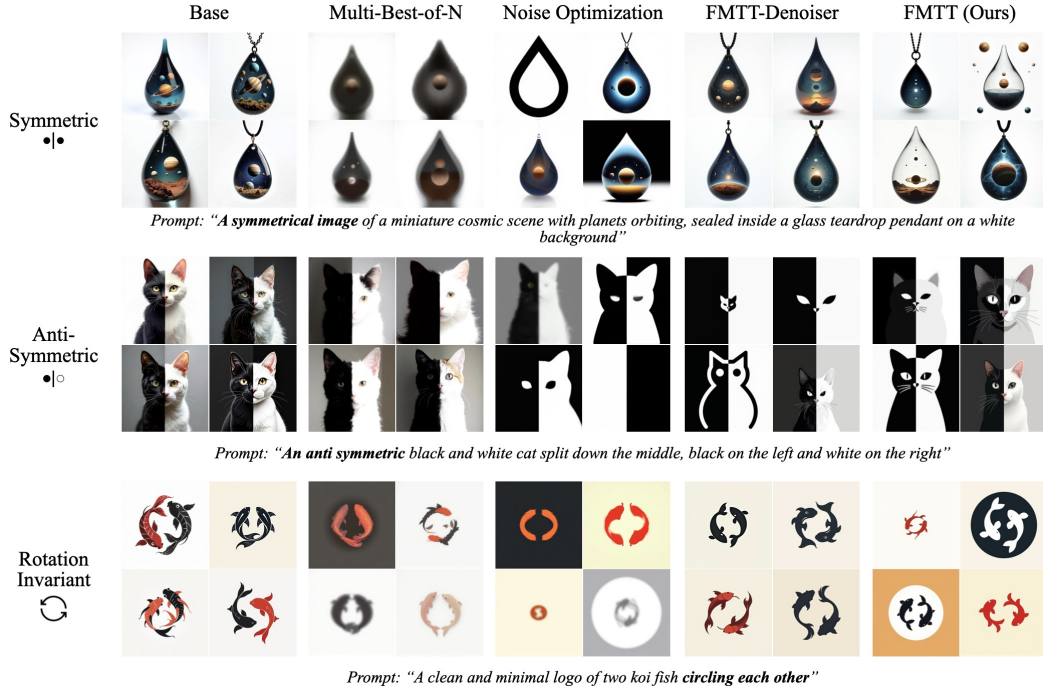 Base Multi-Best-of-N Noise Optimization FMTT-Denoiser FMTT (Ours)
Symmetric
Prompt: “A symmetrical image of a miniature cosmic scene with planets orbiting, sealed inside a glass teardrop pendant on a white
background”
Anti-
Symmetric
Prompt: “An anti symmetric black and white cat split down the middle, black on the left and white on the right”
Rotation
Invariant
Prompt: “A clean and minimal logo of two koi fish circling each other”